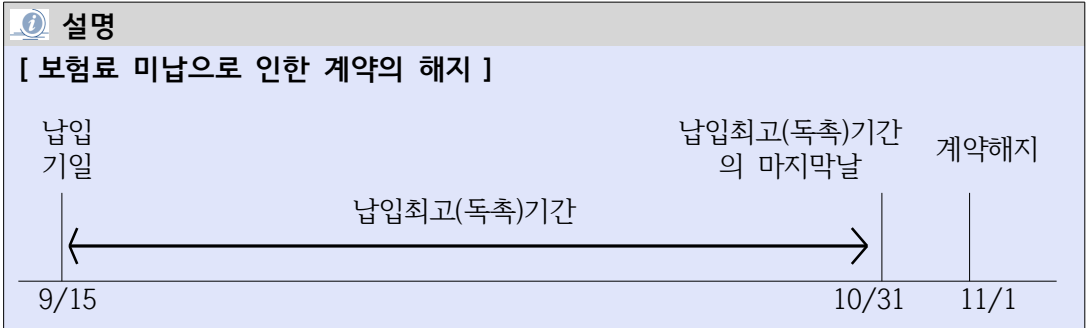 설명
[ 보험료 미납으로 인한 계약의 해지 ]
납입
기일
납입최고(독촉)기간
의 마지막날
계약해지
납입최고(독촉)기간
9/15
10/31
11/1